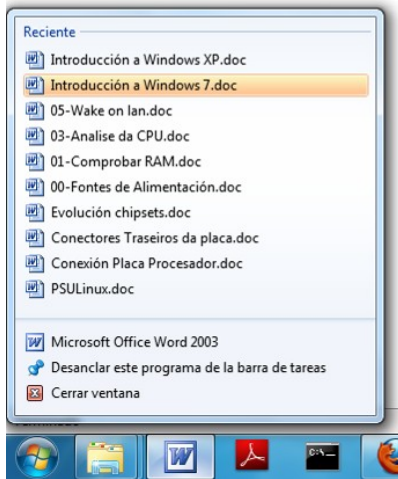 Reciente
Introducción a Windows XP.doc
Introducción a Windows 7.doc
05-Wake on lan.doc
03-Analise da CPU.doc
01-Comprobar RAM.doc
00-Fontes de Alimentación.doc
Evolución chipsets.doc
Conectores Traseiros da placa.doc
Conexión Placa Procesador.doc
PSULinux.doc
Microsoft Office Word 2003
Desanclar este programa de la barra de tareas
Cerrar ventana